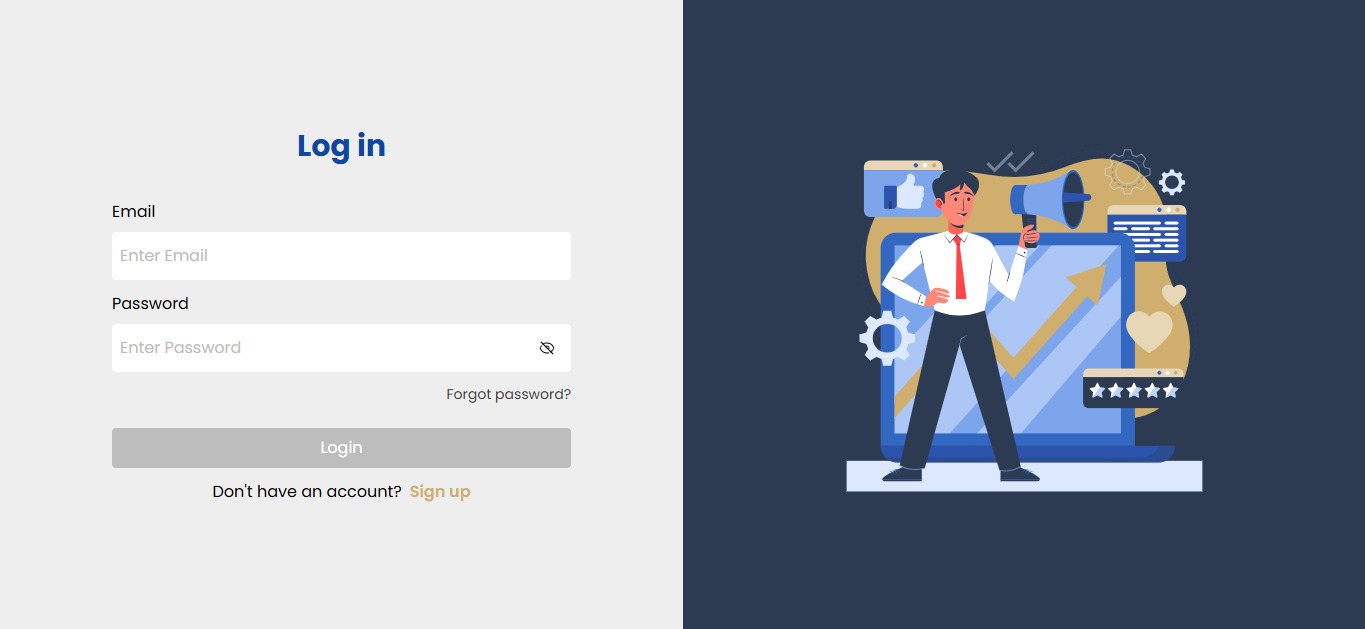 Log in
Email
Enter Email
Password
Enter Password
Forgot password?
Login
Don't have an account? Sign up